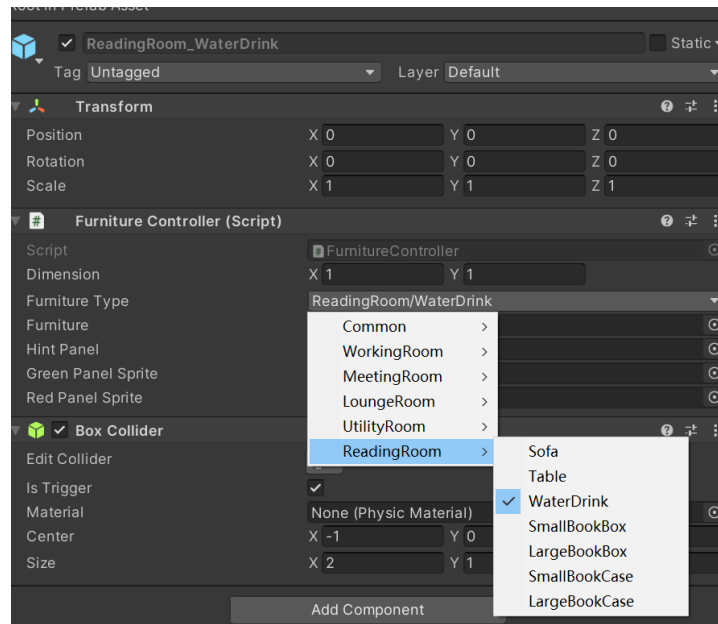 Root in Prefab Asset
ReadingRoom_WaterDrink Static
Tag Untagged Layer Default
Transform
Position X 0 Y 0 Z 0
Rotation X 0 Y 0 Z 0
Scale X 1 Y 1 Z 1
# Furniture Controller (Script)
Script # FurnitureController
Dimension X 1 Y 1
Furniture Type ReadingRoom/WaterDrink
Furniture
Hint Panel
Green Panel Sprite
Red Panel Sprite
Common
WorkingRoom
MeetingRoom
LoungeRoom
UtilityRoom
ReadingRoom
Box Collider
Edit Collider
Is Trigger
Material None (Physic Material)
Center X -1 Y 0
Size X 2 Y 1
Sofa
Table
WaterDrink
SmallBookBox
LargeBookBox
SmallBookCase
LargeBookCase
Add Component